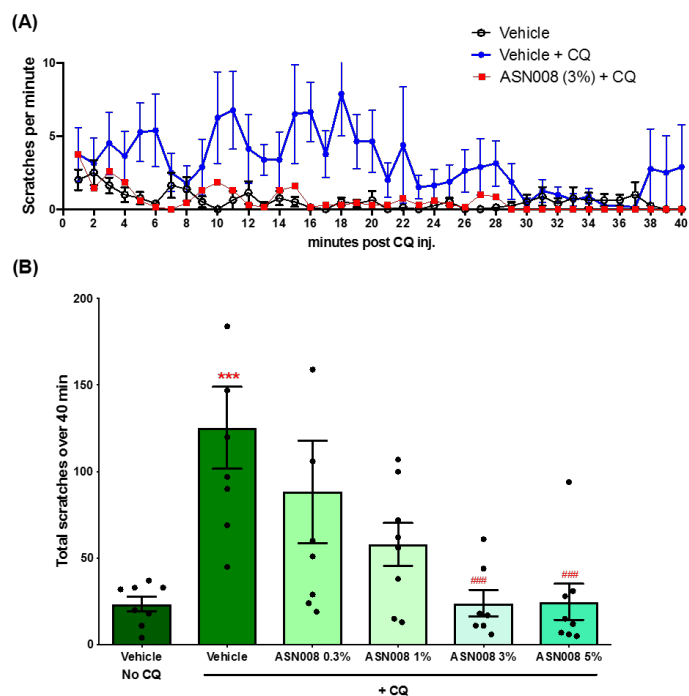 (A)
Vehicle
Vehicle + CQ
ASN008 (3%) + CQ
Scratches per minute
10
5
0
0 2 4 6 8 10 12 14 16 18 20 22 24 26 28 30 32 34 36 38 40
minutes post CQ inj.
(B)
Total scratches over 40 min
200
150
100
50
0
***
###
###
Vehicle Vehicle ASN008 0.3% ASN008 1% ASN008 3% ASN008 5%
No CQ
+ CQ